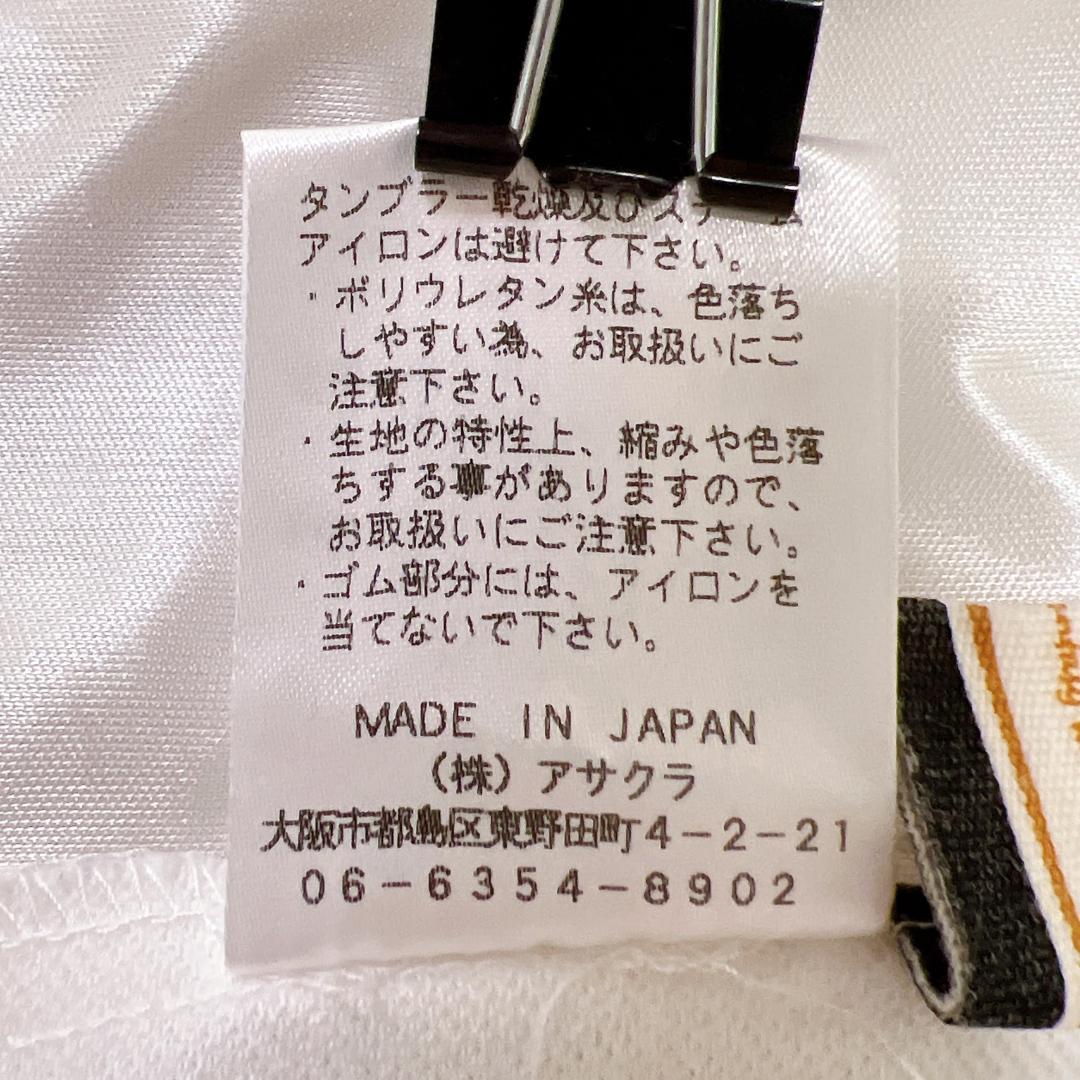 タンブラー乾燥及びスチーム
アイロンは避けて下さい。
・ポリウレタン糸は、色落ち
しやすい為、お取扱いにご
注意下さい。
・生地の特性上、縮みや色落
ちする事がありますので、
お取扱いにご注意下さい。
・ゴム部分には、アイロンを
当てないで下さい。
MADE IN JAPAN
(株)アサクラ
大阪市都島区東野田町4-2-21
06-6354-8902